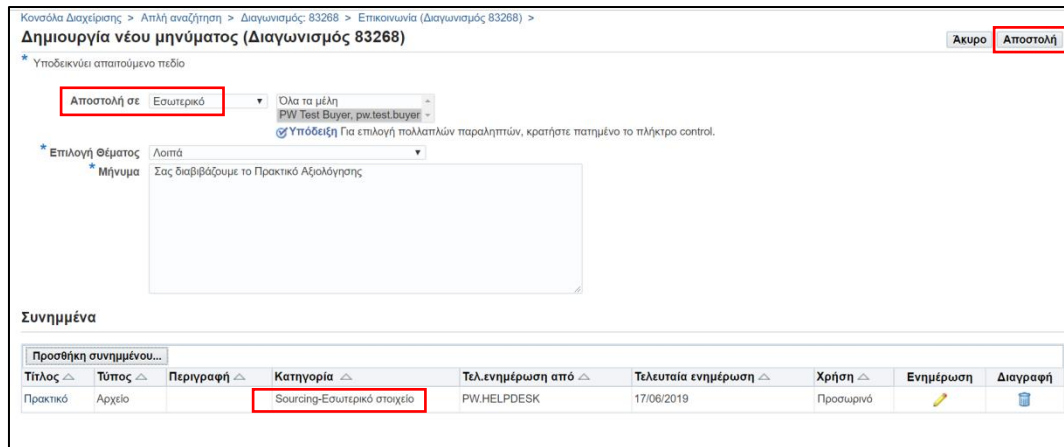 Κονσόλα Διαχείρισης > Απλή αναζήτηση > Διαγωνισμός: 83268 > Επικοινωνία (Διαγωνισμός 83268) >
Δημιουργία νέου μηνύματος (Διαγωνισμός 83268)
Άκυρο Αποστολή
* Υποδεικνύει απαιτούμενο πεδίο
Αποστολή σε Εσωτερικό Όλα τα μέλη
PW Test Buyer, pw.test.buyer
Υπόδειξη Για επιλογή πολλαπλών παραληπτών, κρατήστε πατημένο το πλήκτρο control.
* Επιλογή Θέματος Λοιπά
* Μήνυμα Σας διαβιβάζουμε το Πρακτικό Αξιολόγησης
Συνημμένα
Προσθήκη συνημμένου...
Τίτλος Τύπος Περιγραφή Κατηγορία Τελ.ενημέρωση από Τελευταία ενημέρωση Χρήση Ενημέρωση Διαγραφή
Πρακτικό Αρχείο Sourcing-Εσωτερικό στοιχείο PW.HELPDESK 17/06/2019 Προσωρινό